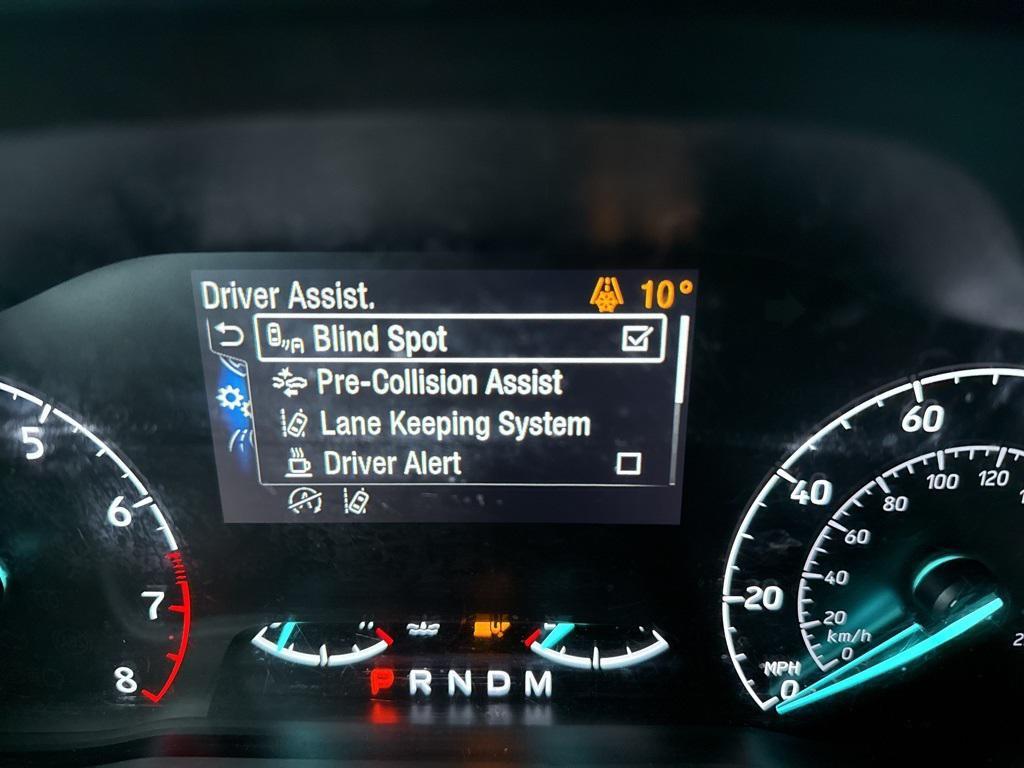 Driver Assist. 10°
Blind Spot
Pre-Collision Assist
Lane Keeping System
Driver Alert
A
5
6
7
8
P R N D M
60
40
20
0
MPH
120
100
80
60
40
20
0
km/h